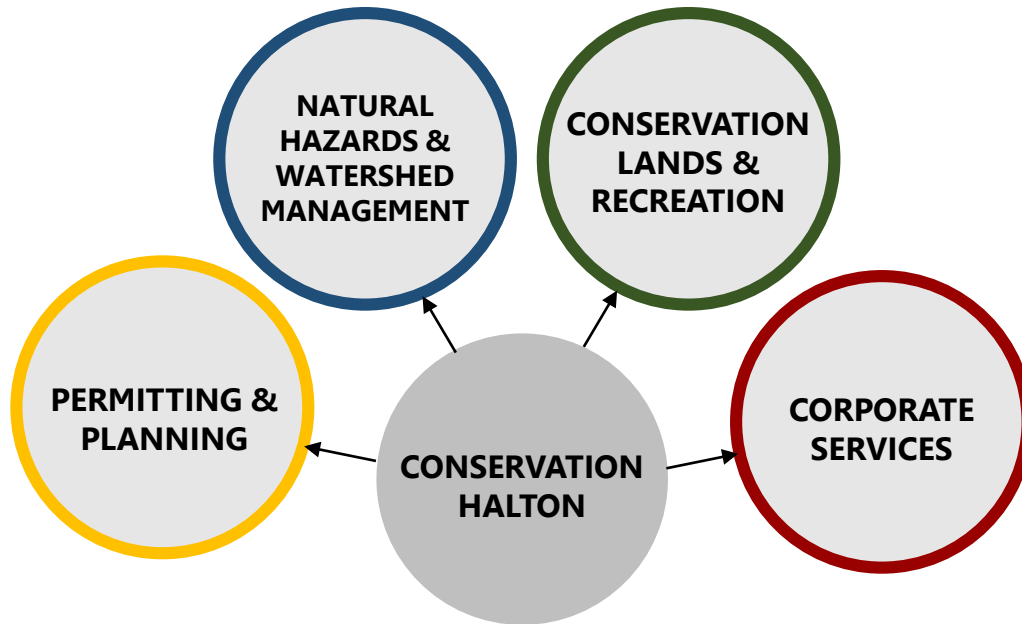 NATURAL
HAZARDS &
WATERSHED
MANAGEMENT
CONSERVATION
LANDS &
RECREATION
PERMITTING &
PLANNING
CONSERVATION
HALTON
CORPORATE
SERVICES